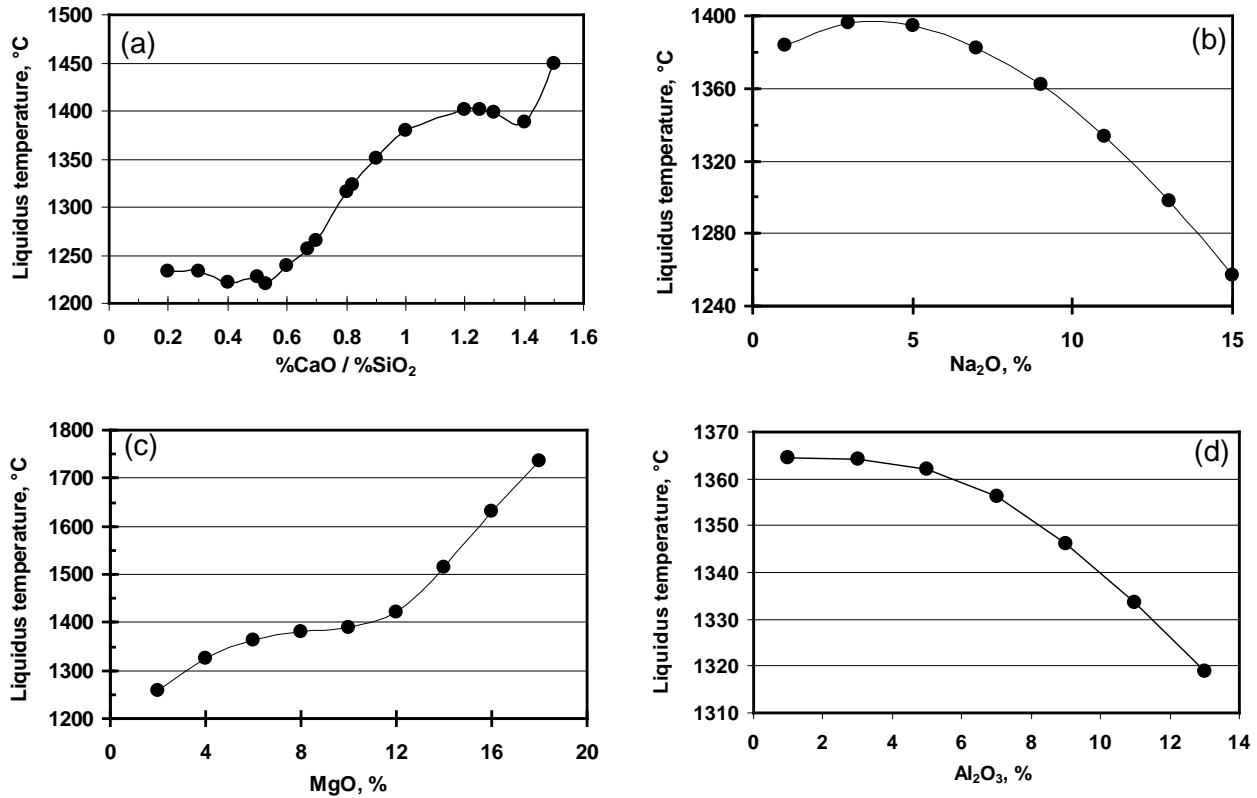 (a)
Liquidus temperature, °C
1500
1450
1400
1350
1300
1250
1200
0 0.2 0.4 0.6 0.8 1 1.2 1.4 1.6
%CaO / %SiO₂
(b)
Liquidus temperature, °C
1400
1360
1320
1280
1240
0 5 10 15
Na₂O, %
(c)
Liquidus temperature, °C
1800
1700
1600
1500
1400
1300
1200
0 4 8 12 16 20
MgO, %
(d)
Liquidus temperature, °C
1370
1360
1350
1340
1330
1320
1310
0 2 4 6 8 10 12 14
Al₂O₃, %